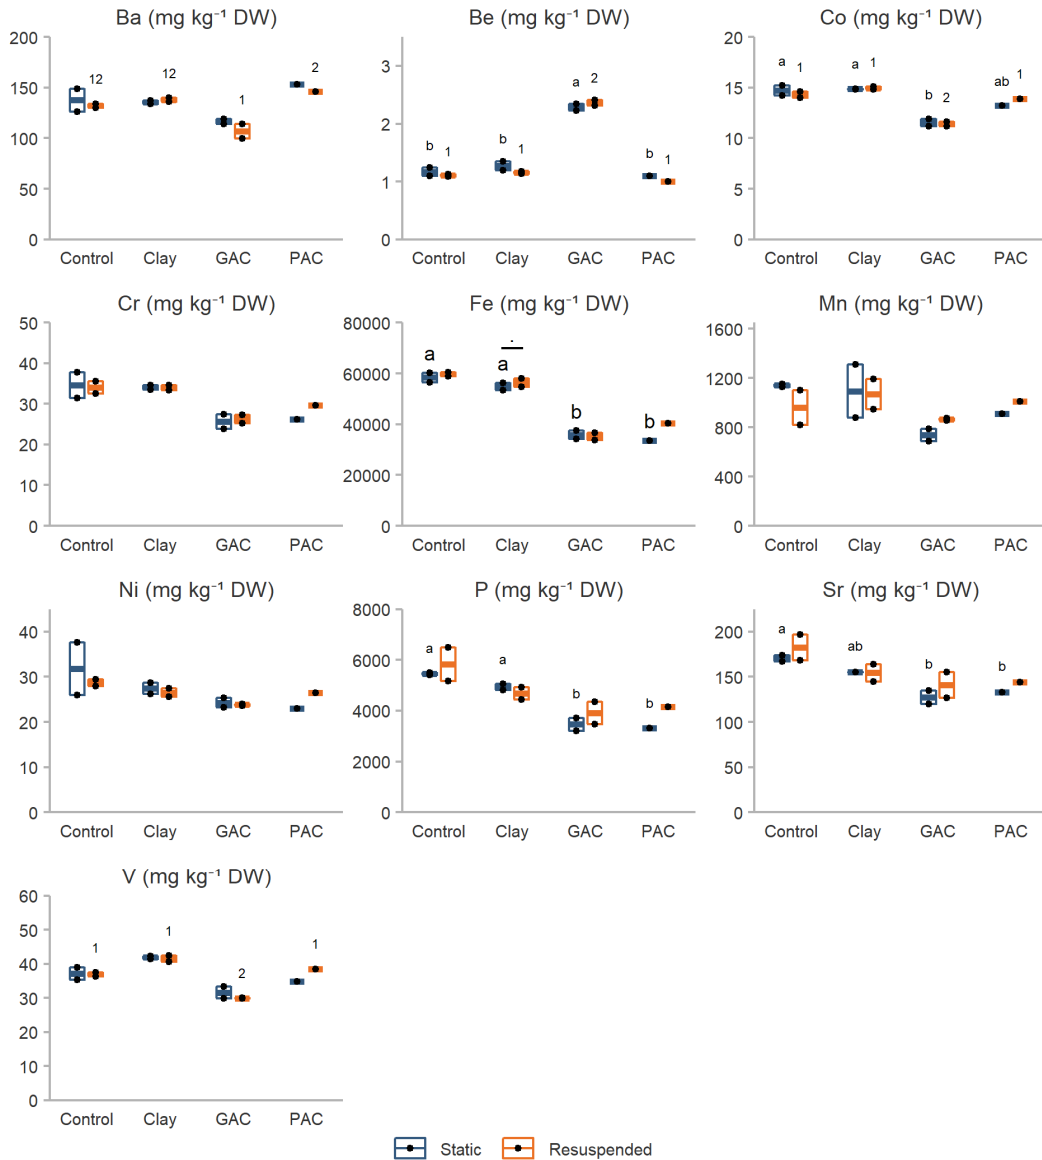 Ba (mg kg⁻¹ DW)
Be (mg kg⁻¹ DW)
Co (mg kg⁻¹ DW)
200
150
100
50
0
12
12
1
2
Control
Clay
GAC
PAC
3
2
1
0
b
1
b
1
a
2
b
1
Control
Clay
GAC
PAC
20
15
10
5
0
a
1
a
1
b
2
ab
1
Control
Clay
GAC
PAC
Cr (mg kg⁻¹ DW)
Fe (mg kg⁻¹ DW)
Mn (mg kg⁻¹ DW)
50
40
30
20
10
0
Control
Clay
GAC
PAC
80000
60000
40000
20000
0
a
.
a
b
b
Control
Clay
GAC
PAC
1600
1200
800
400
0
Control
Clay
GAC
PAC
Ni (mg kg⁻¹ DW)
P (mg kg⁻¹ DW)
Sr (mg kg⁻¹ DW)
40
30
20
10
0
Control
Clay
GAC
PAC
8000
6000
4000
2000
0
a
a
b
b
Control
Clay
GAC
PAC
200
150
100
50
0
a
ab
b
b
Control
Clay
GAC
PAC
V (mg kg⁻¹ DW)
60
50
40
30
20
10
0
1
1
2
1
Control
Clay
GAC
PAC
Static
Resuspended